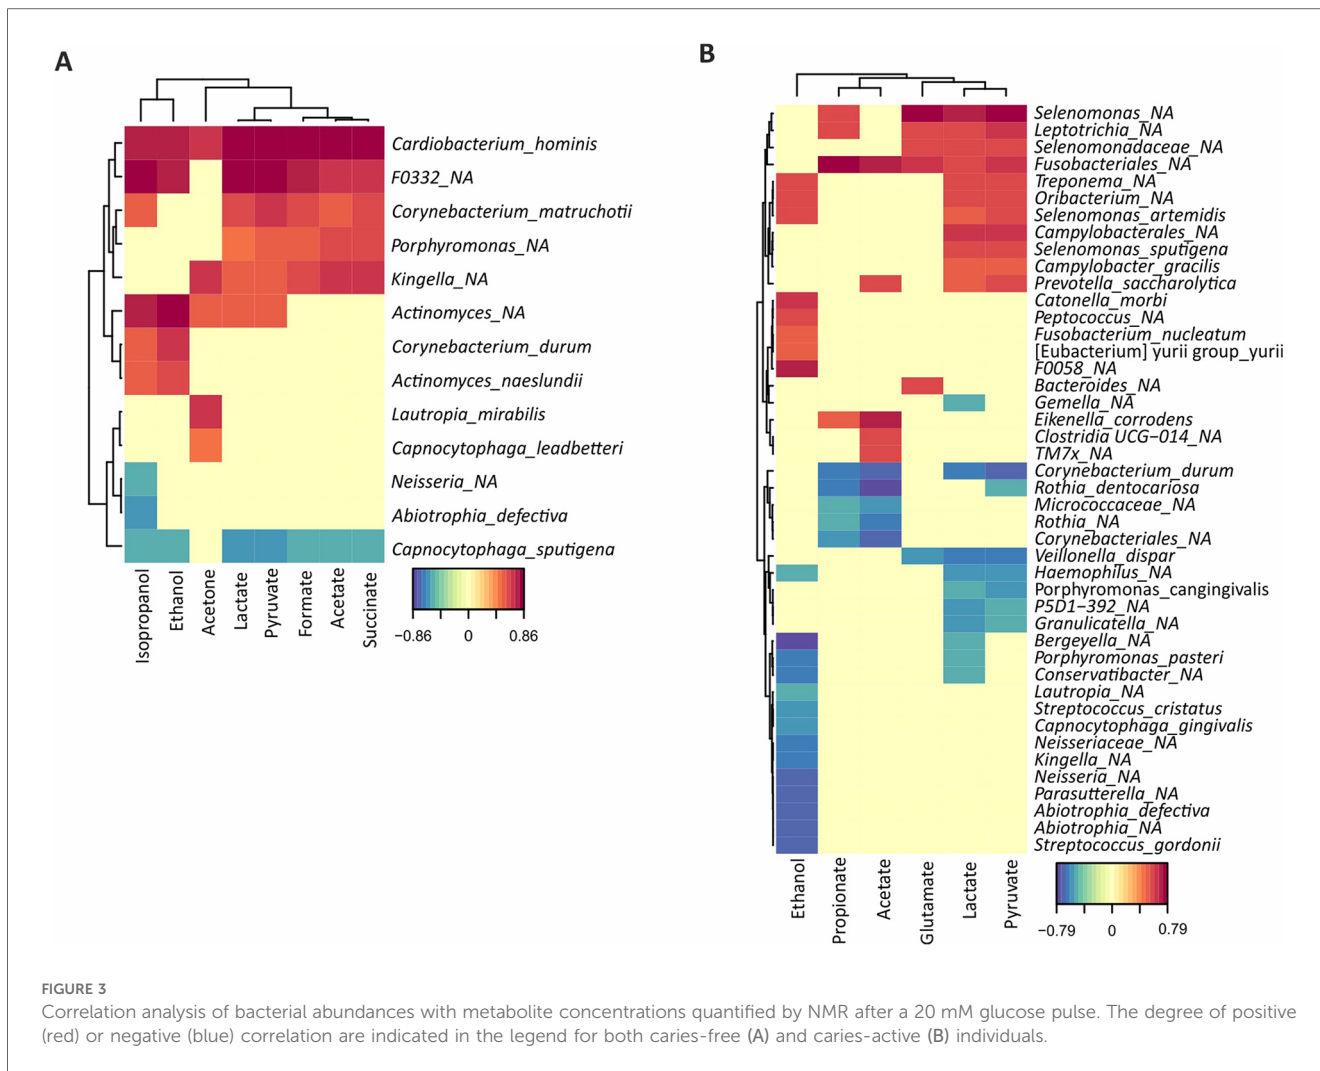 A
Cardiobacterium_hominis
F0332_NA
Corynebacterium_matruchotii
Porphyromonas_NA
Kingella_NA
Actinomyces_NA
Corynebacterium_durum
Actinomyces_naeslundii
Lautropia_mirabilis
Capnocytophaga_leadbetteri
Neisseria_NA
Abiotrophia_defectiva
Capnocytophaga_sputigena
Isopropanol
Ethanol
Acetone
Lactate
Pyruvate
Formate
Acetate
Succinate
−0.86 0 0.86
B
Selenomonas_NA
Leptotrichia_NA
Selenomonadaceae_NA
Fusobacteriales_NA
Treponema_NA
Oribacterium_NA
Selenomonas_artemidis
Campylobacterales_NA
Selenomonas_sputigena
Campylobacter_gracilis
Prevotella_saccharolytica
Catonella_morbi
Peptococcus_NA
Fusobacterium_nucleatum
[Eubacterium] yurii group_yurii
F0058_NA
Bacteroides_NA
Gemella_NA
Eikenella_corrodens
Clostridia UCG−014_NA
TM7x_NA
Corynebacterium_durum
Rothia_dentocariosa
Micrococcaceae_NA
Rothia_NA
Corynebacteriales_NA
Veillonella_dispar
Haemophilus_NA
Porphyromonas_cangingivalis
P5D1−392_NA
Granulicatella_NA
Bergeyella_NA
Porphyromonas_pasteri
Conservatibacter_NA
Lautropia_NA
Streptococcus_cristatus
Capnocytophaga_gingivalis
Neisseriaceae_NA
Kingella_NA
Neisseria_NA
Parasutterella_NA
Abiotrophia_defectiva
Abiotrophia_NA
Streptococcus_gordonii
Ethanol
Propionate
Acetate
Glutamate
Lactate
Pyruvate
−0.79 0 0.79
FIGURE 3
Correlation analysis of bacterial abundances with metabolite concentrations quantified by NMR after a 20 mM glucose pulse. The degree of positive
(red) or negative (blue) correlation are indicated in the legend for both caries-free (A) and caries-active (B) individuals.